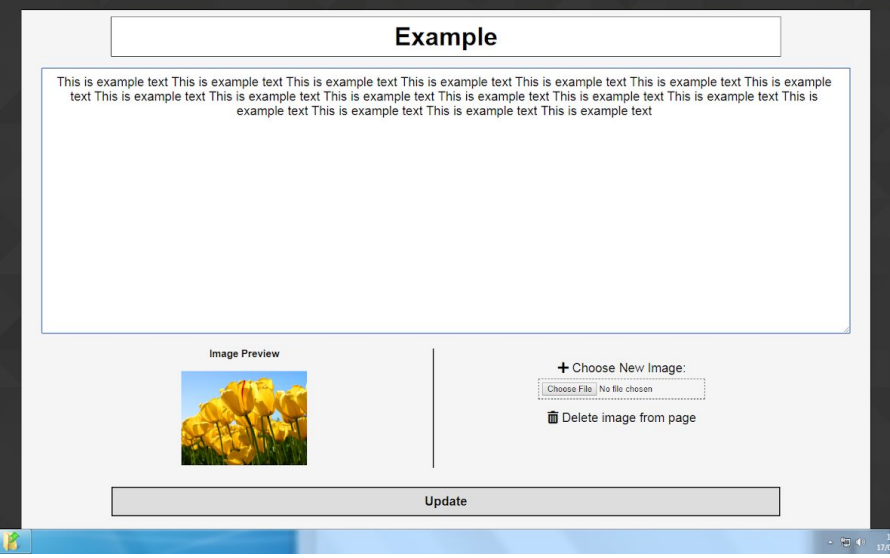 Example
This is example text This is example text This is example text This is example text This is example text This is example text This is example
text This is example text This is example text This is example text This is example text This is example text This is example text This is
example text This is example text This is example text This is example text
Image Preview
Choose New Image:
Choose File No file chosen
Delete image from page
Update